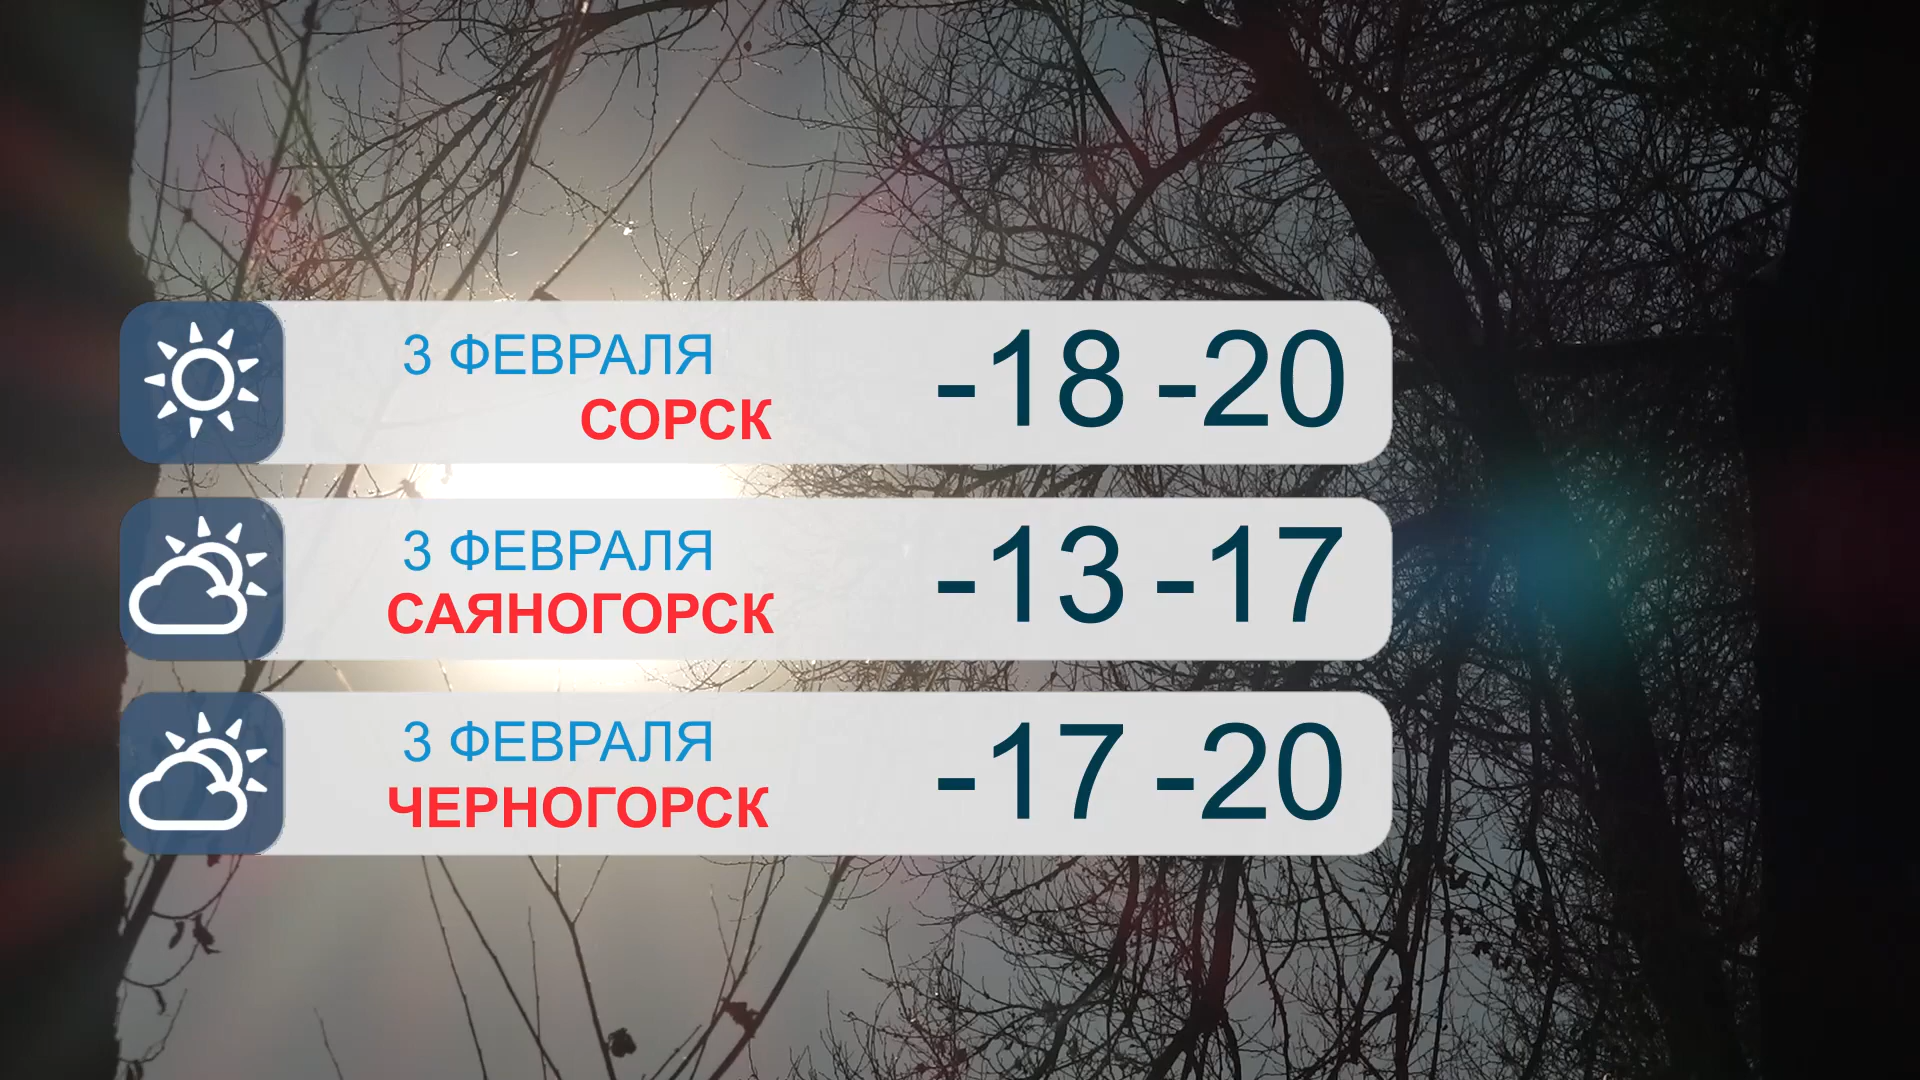 3 ФЕВРАЛЯ
СОРСК
-18 -20
3 ФЕВРАЛЯ
САЯНОГОРСК
-13 -17
3 ФЕВРАЛЯ
ЧЕРНОГОРСК
-17 -20